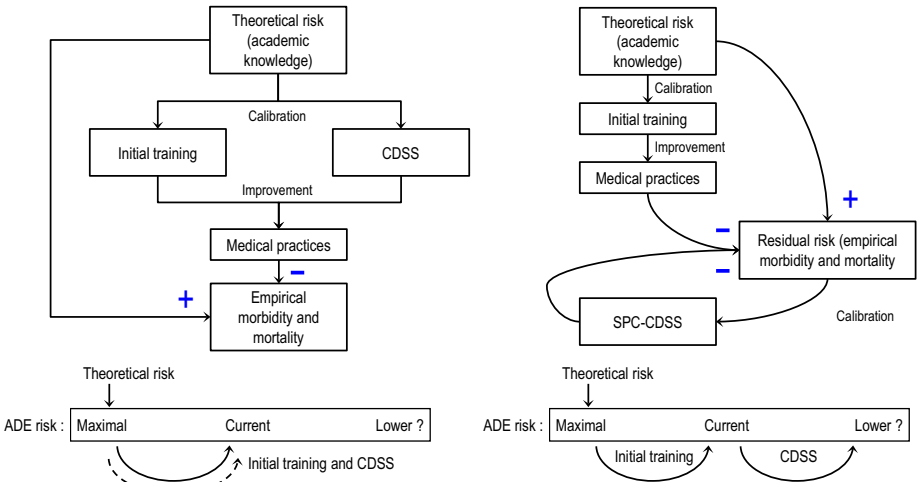 Theoretical risk
(academic
knowledge)
Calibration
Initial training
CDSS
Improvement
Medical practices
–
+
Empirical
morbidity and
mortality
Theoretical risk
ADE risk : Maximal Current Lower ?
Initial training and CDSS
Theoretical risk
(academic
knowledge)
Calibration
Initial training
Improvement
Medical practices
+
–
–
Residual risk (empirical
morbidity and mortality
SPC-CDSS
Calibration
Theoretical risk
ADE risk : Maximal Current Lower ?
Initial training
CDSS